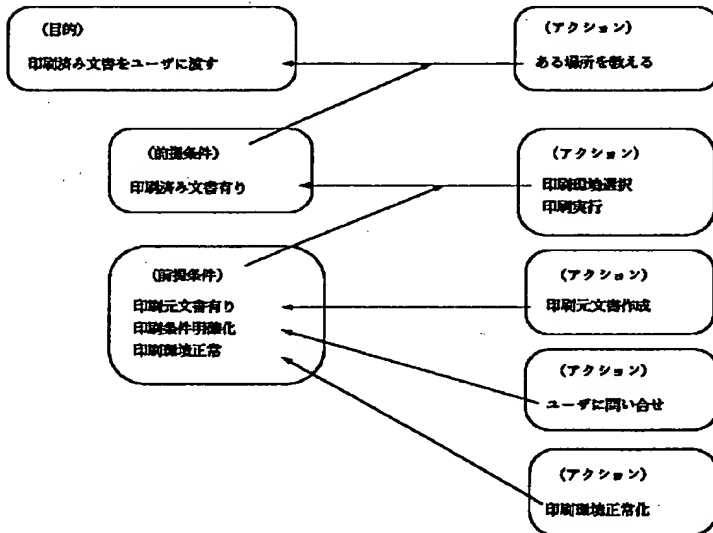 (目的)
印刷済み文書をユーザに渡す
(アクション)
ある場所を教える
(前提条件)
印刷済み文書有り
(アクション)
印刷環境選択
印刷実行
(前提条件)
印刷元文書有り
印刷条件明確化
印刷環境正常
(アクション)
印刷元文書作成
(アクション)
ユーザに問い合せ
(アクション)
印刷環境正常化